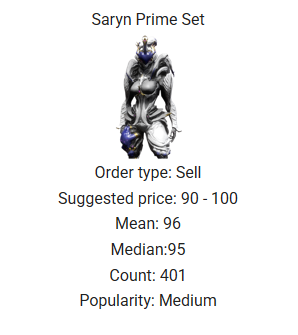 Saryn Prime Set
Order type: Sell
Suggested price: 90 - 100
Mean: 96
Median:95
Count: 401
Popularity: Medium